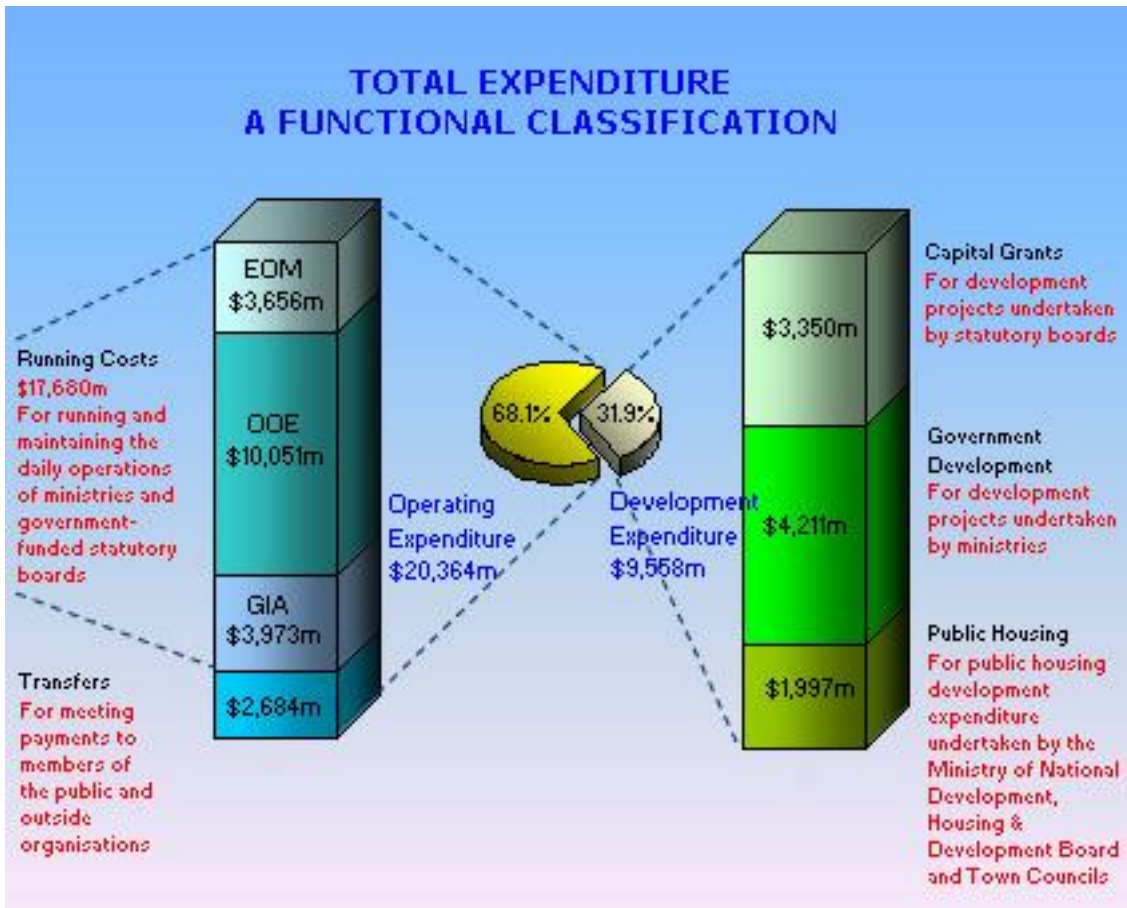 TOTAL EXPENDITURE
A FUNCTIONAL CLASSIFICATION
Running Costs
$17,680m
For running and
maintaining the
daily operations
of ministries and
government-
funded statutory
boards
Transfers
For meeting
payments to
members of
the public and
outside
organisations
EOM
$3,656m
OOE
$10,051m
GIA
$3,973m
$2,684m
68.1%
31.9%
Operating
Expenditure
$20,364m
Development
Expenditure
$9,558m
$3,350m
$4,211m
$1,997m
Capital Grants
For development
projects undertaken
by statutory boards
Government
Development
For development
projects undertaken
by ministries
Public Housing
For public housing
development
expenditure
undertaken by the
Ministry of National
Development,
Housing &
Development Board
and Town Councils